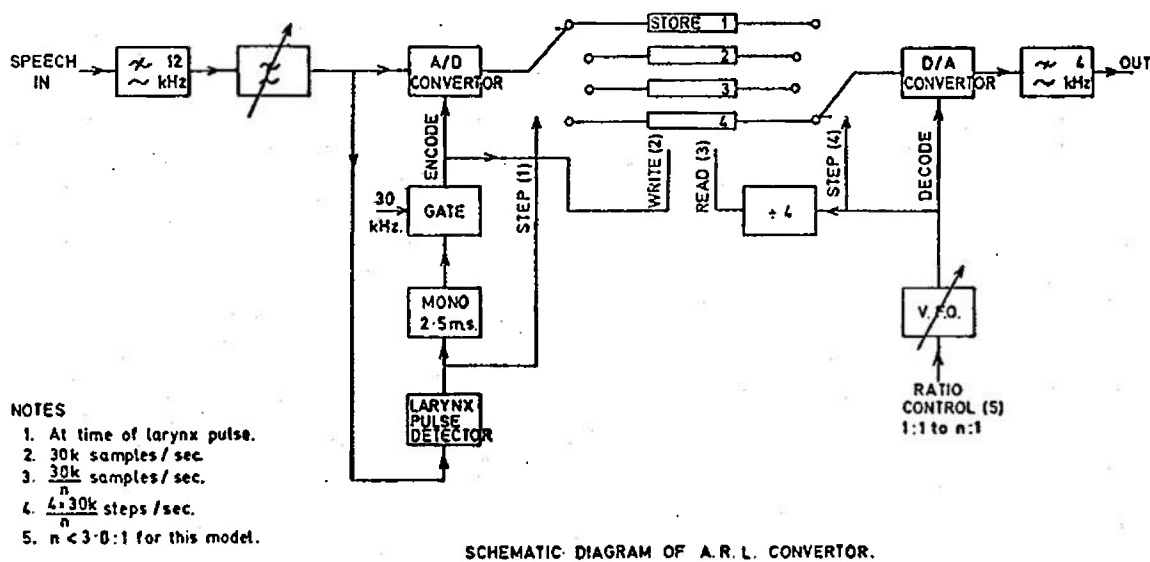 SPEECH
IN
12
kHz
A/D
CONVERTOR
STORE 1
2
3
4
D/A
CONVERTOR
4
kHz
OUT
ENCODE
STEP (1)
WRITE (2)
READ (3)
STEP (4)
DECODE
30
kHz.
GATE
÷ 4
MONO
2·5 m.s.
V. F.O.
LARYNX
PULSE
DETECTOR
RATIO
CONTROL (5)
1:1 to n:1
NOTES
1. At time of larynx pulse.
2. 30k samples / sec.
3. 30k/n samples / sec.
4. 4×30k/n steps / sec.
5. n < 3·0:1 for this model.
SCHEMATIC DIAGRAM OF A.R.L. CONVERTOR.